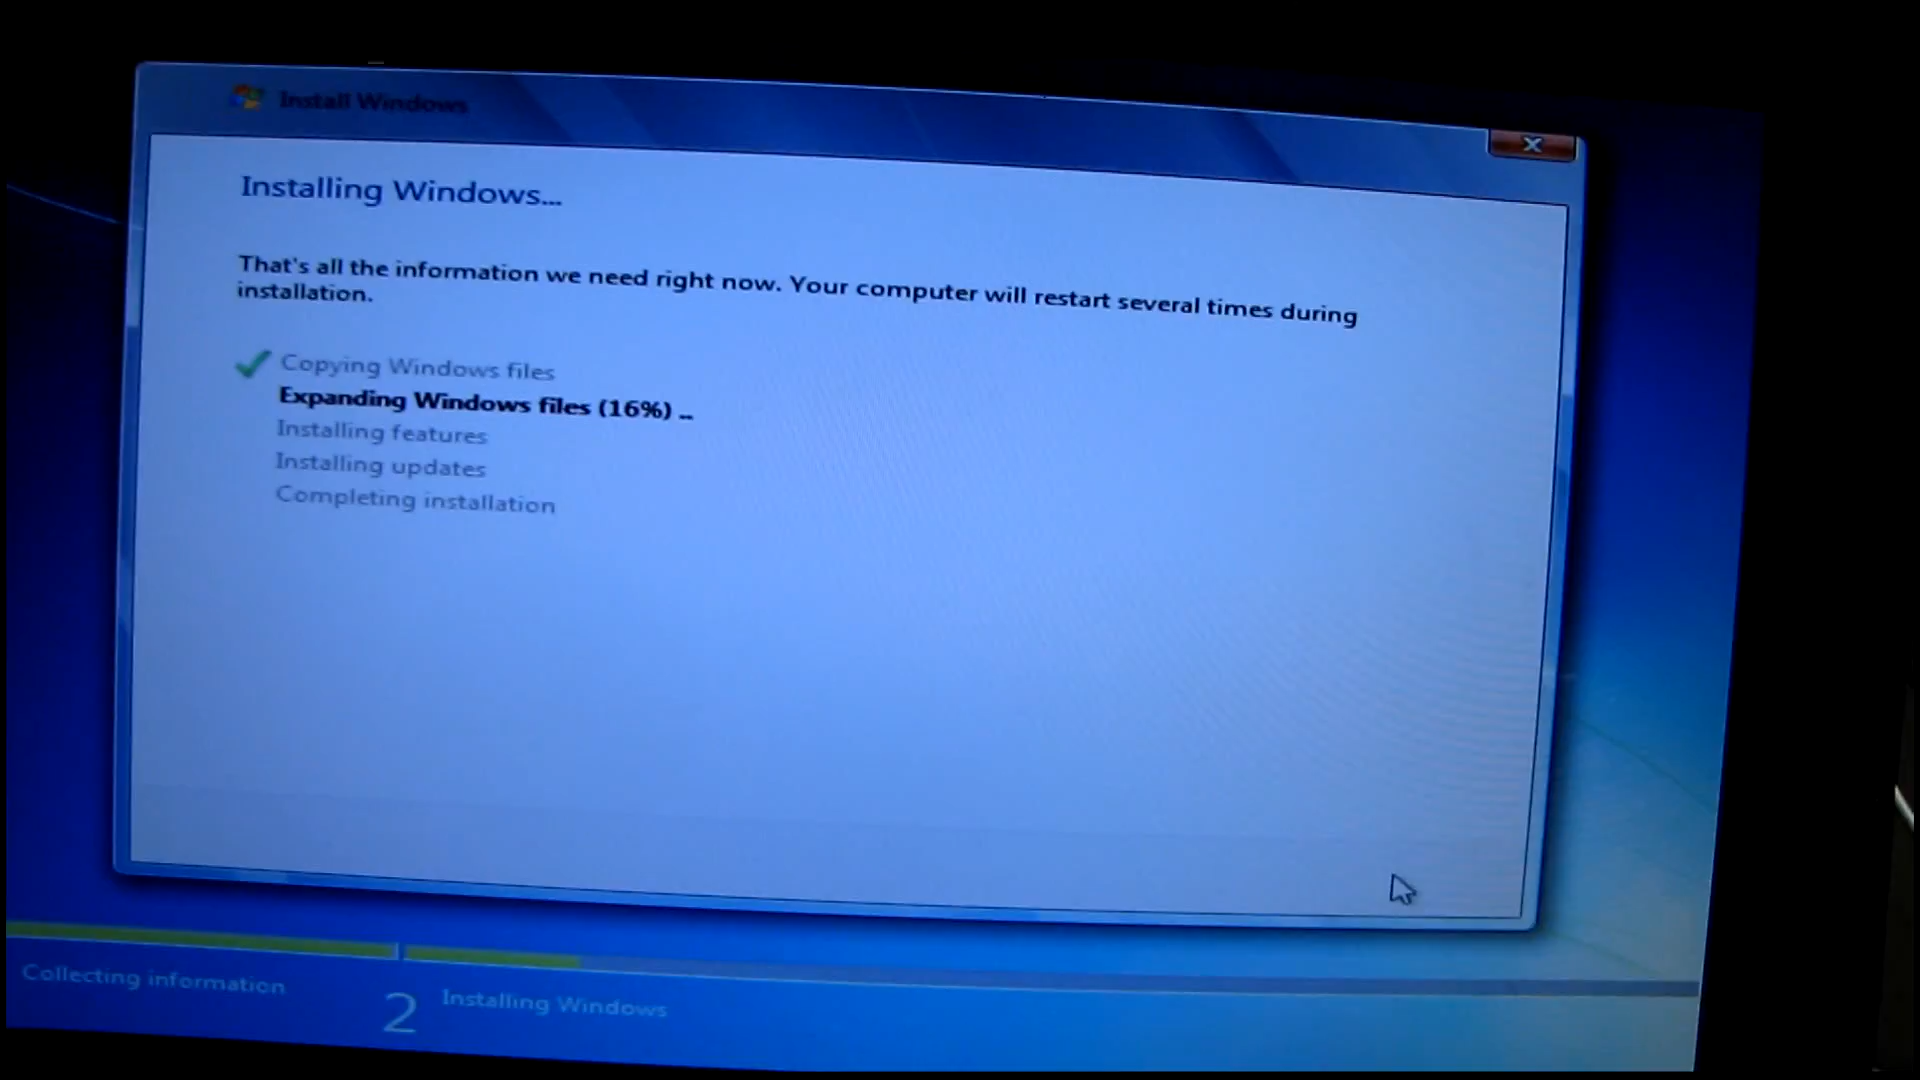 Install Windows
Installing Windows...
That's all the information we need right now. Your computer will restart several times during
installation.
Copying Windows files
Expanding Windows files (16%) ..
Installing features
Installing updates
Completing installation
Collecting information
2 Installing Windows